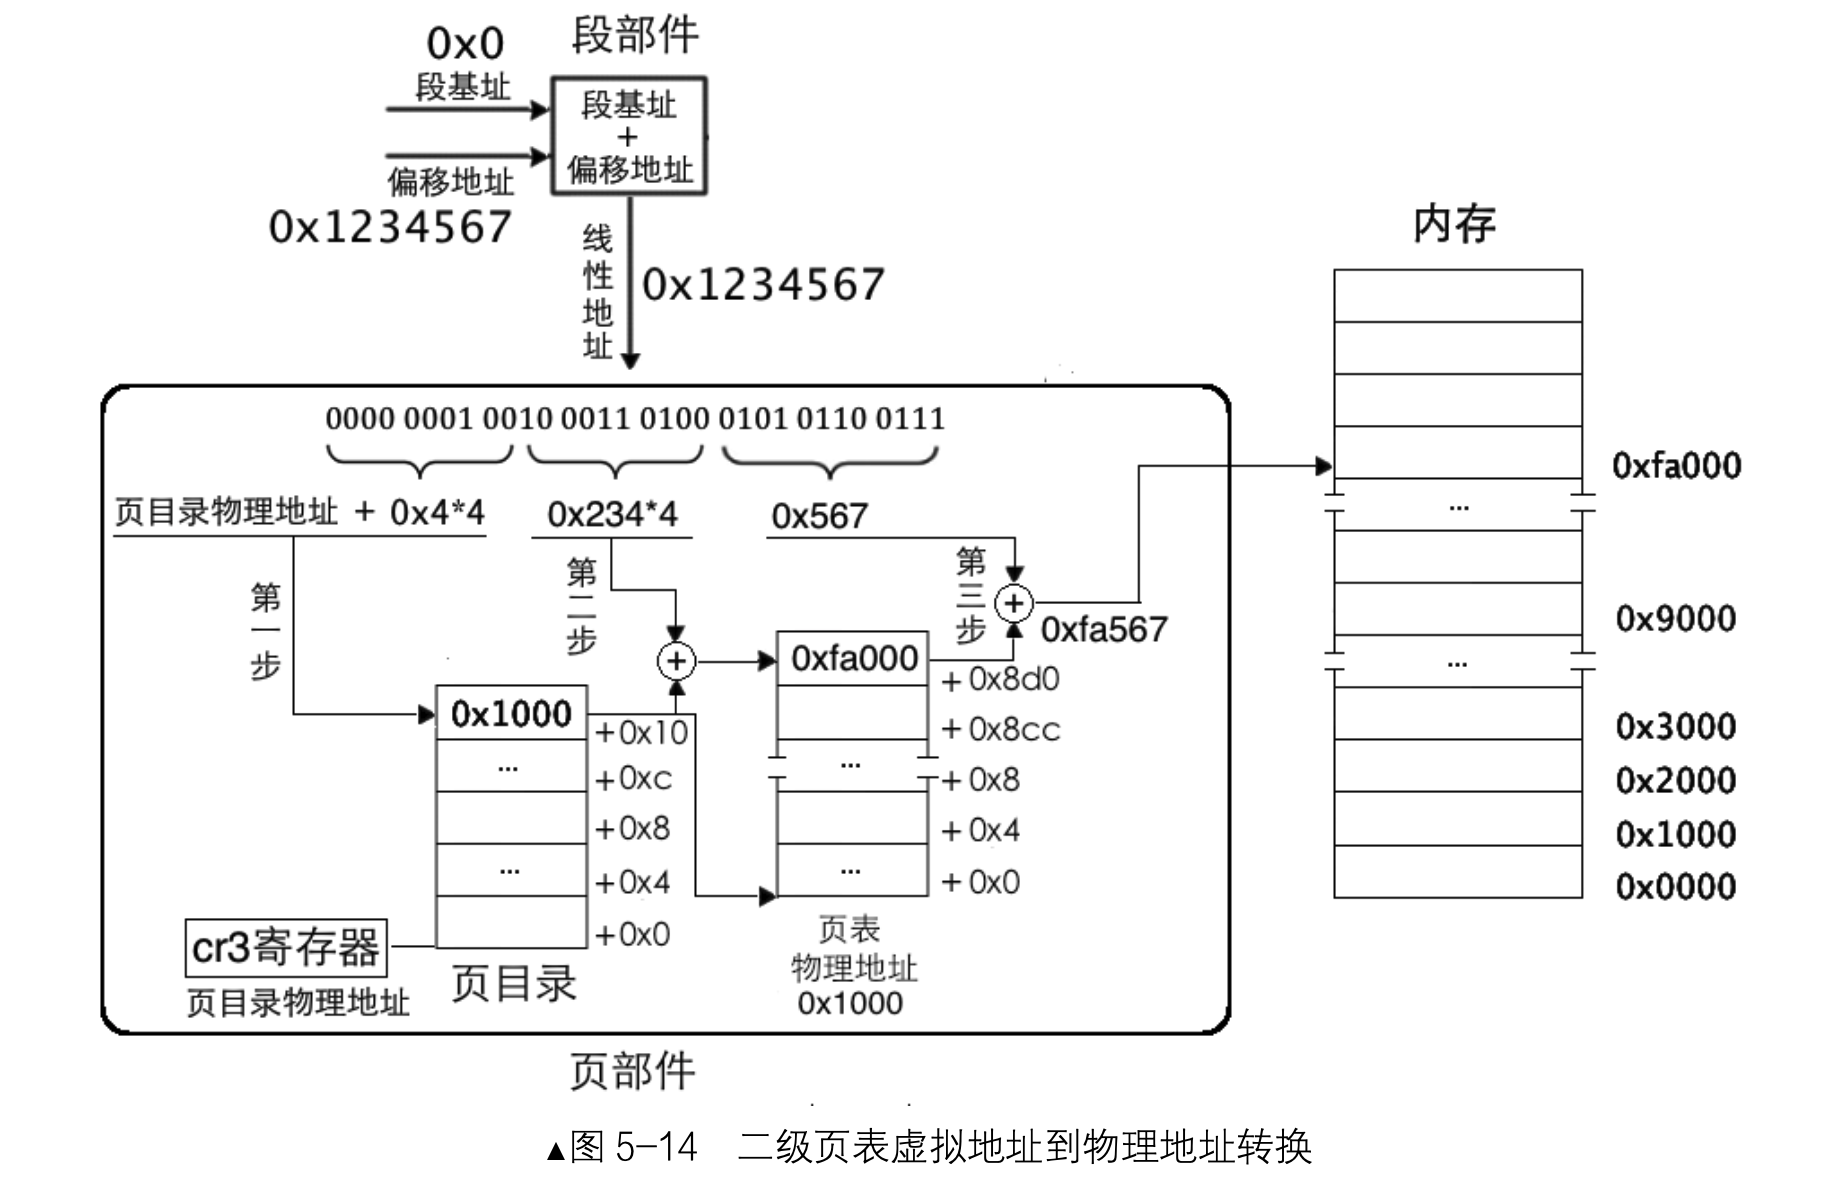 0x0
段部件
段基址
段基址
+
偏移地址
偏移地址
0x1234567
线性地址
0x1234567
内存
0000 0001 0010 0011 0100 0101 0110 0111
页目录物理地址 + 0x4*4
0x234*4
0x567
第一步
第二步
第三步
+
+
0xfa567
0xfa000
+0x8d0
+0x8cc
...
+0x8
+0x4
...
+0x0
0x1000
+0x10
...
+0xc
+0x8
...
+0x4
+0x0
cr3寄存器
页目录物理地址
页目录
页表
物理地址
0x1000
0xfa000
...
0x9000
...
0x3000
0x2000
0x1000
0x0000
页部件
▲图 5-14 二级页表虚拟地址到物理地址转换